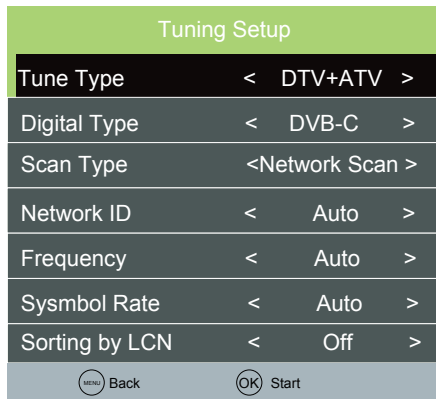 Tuning Setup
Tune Type < DTV+ATV >
Digital Type < DVB-C >
Scan Type <Network Scan >
Network ID < Auto >
Frequency < Auto >
Sysmbol Rate < Auto >
Sorting by LCN < Off >
MENU Back OK Start